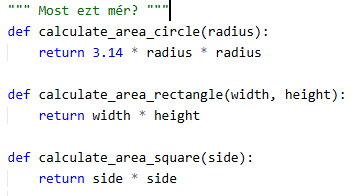 """ Most ezt mér? """
def calculate_area_circle(radius):
    return 3.14 * radius * radius

def calculate_area_rectangle(width, height):
    return width * height

def calculate_area_square(side):
    return side * side